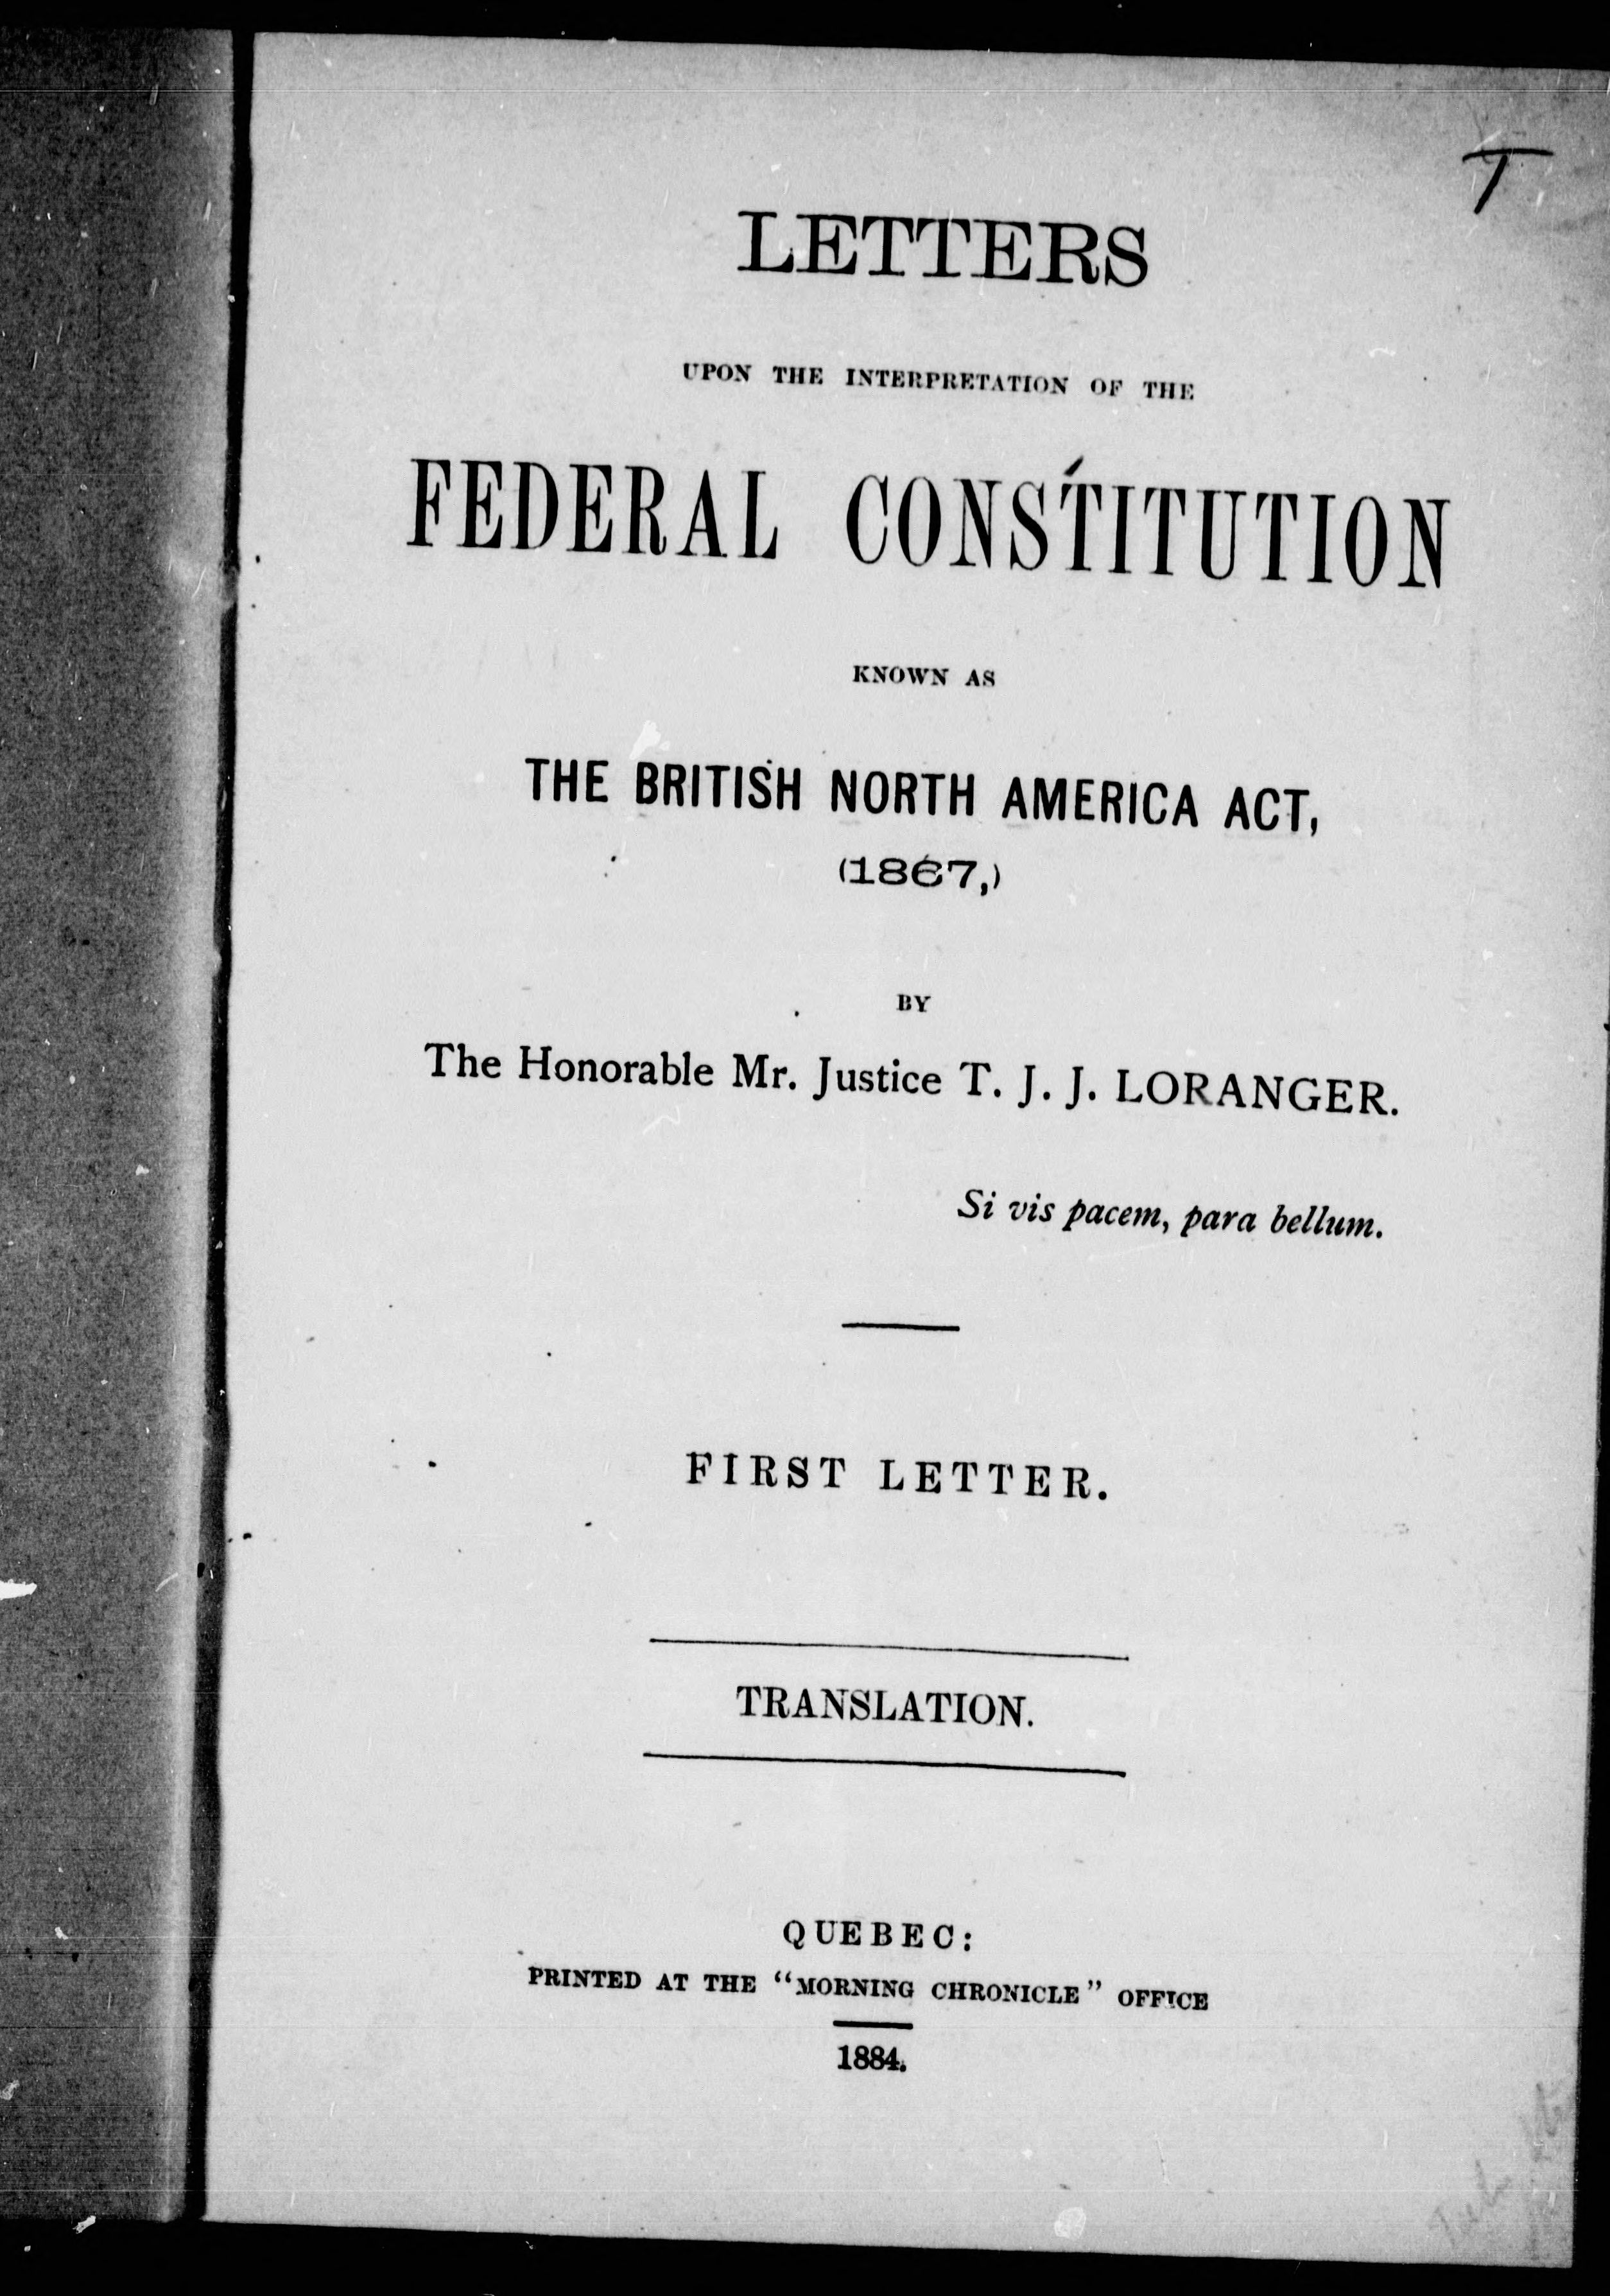 T
LETTERS
UPON THE INTERPRETATION OF THE
FEDERAL CONSTITUTION
KNOWN AS
THE BRITISH NORTH AMERICA ACT,
(1867,)
BY
The Honorable Mr. Justice T. J. J. LORANGER.
Si vis pacem, para bellum.
FIRST LETTER.
TRANSLATION.
QUEBEC:
PRINTED AT THE "MORNING CHRONICLE" OFFICE
1884.